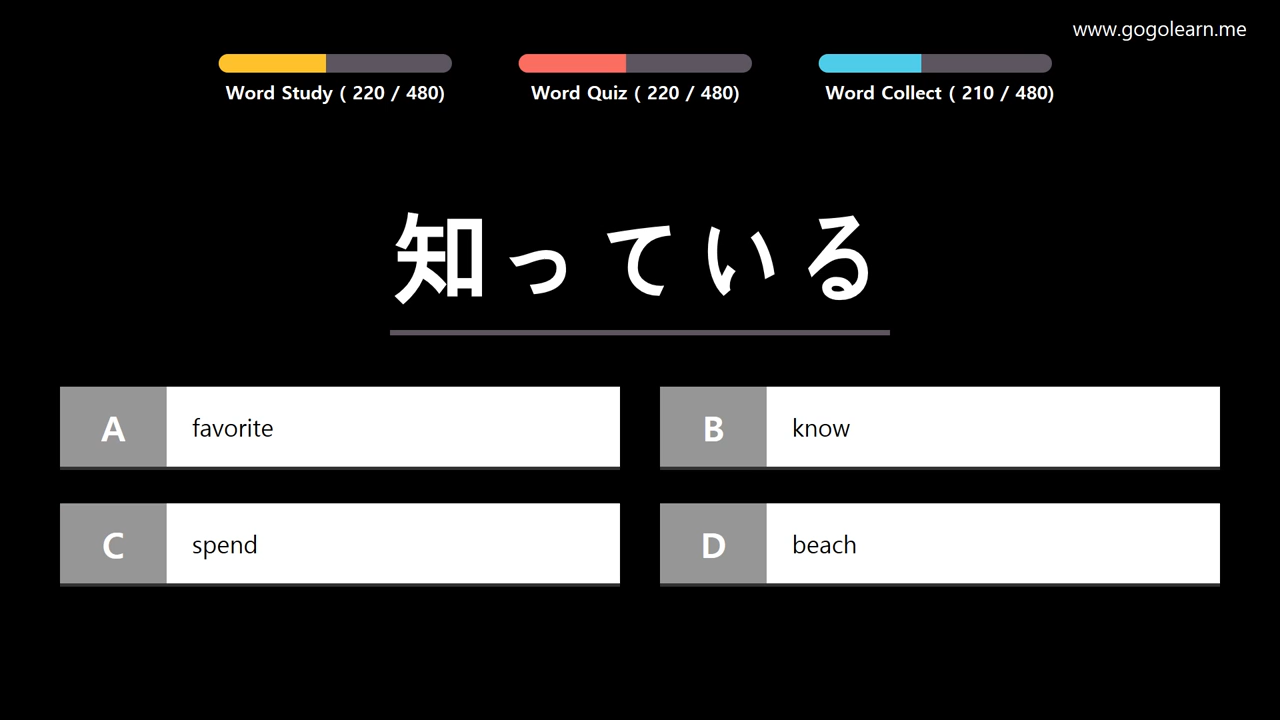 www.gogolearn.me
Word Study ( 220 / 480)
Word Quiz ( 220 / 480)
Word Collect ( 210 / 480)
知っている
A favorite
B know
C spend
D beach